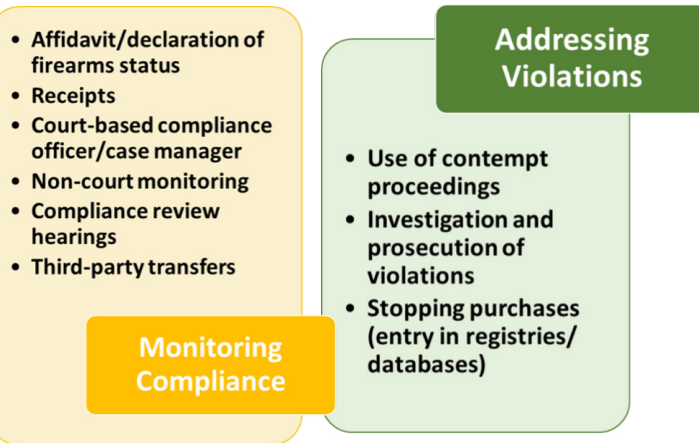 • Affidavit/declaration of
firearms status
• Receipts
• Court-based compliance
officer/case manager
• Non-court monitoring
• Compliance review
hearings
• Third-party transfers
Monitoring
Compliance
Addressing
Violations
• Use of contempt
proceedings
• Investigation and
prosecution of
violations
• Stopping purchases
(entry in registries/
databases)